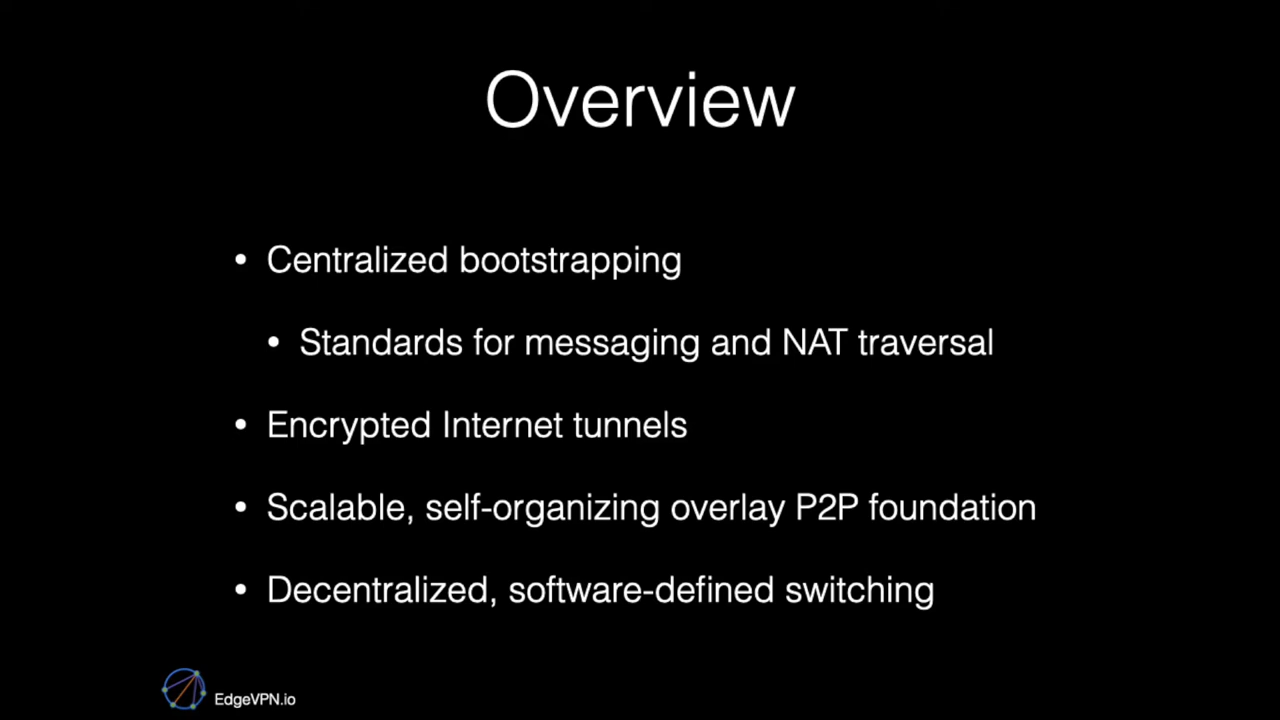 Overview
• Centralized bootstrapping
• Standards for messaging and NAT traversal
• Encrypted Internet tunnels
• Scalable, self-organizing overlay P2P foundation
• Decentralized, software-defined switching
EdgeVPN.io